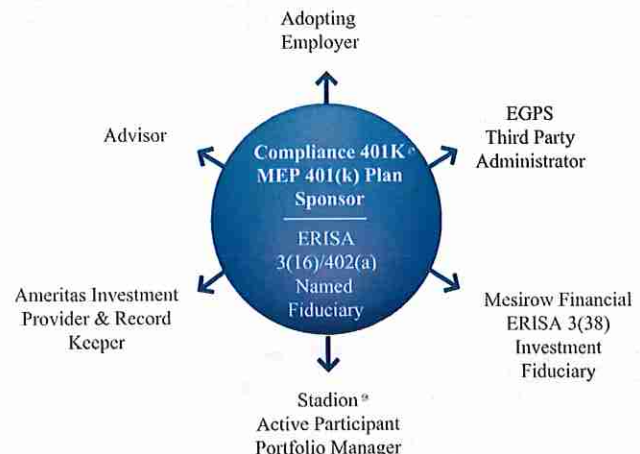 Adopting
Employer
Advisor
EGPS
Third Party
Administrator
Compliance 401K®
MEP 401(k) Plan
Sponsor
ERISA
3(16)/402(a)
Named
Fiduciary
Ameritas Investment
Provider & Record
Keeper
Mesirow Financial
ERISA 3(38)
Investment
Fiduciary
Stadion®
Active Participant
Portfolio Manager